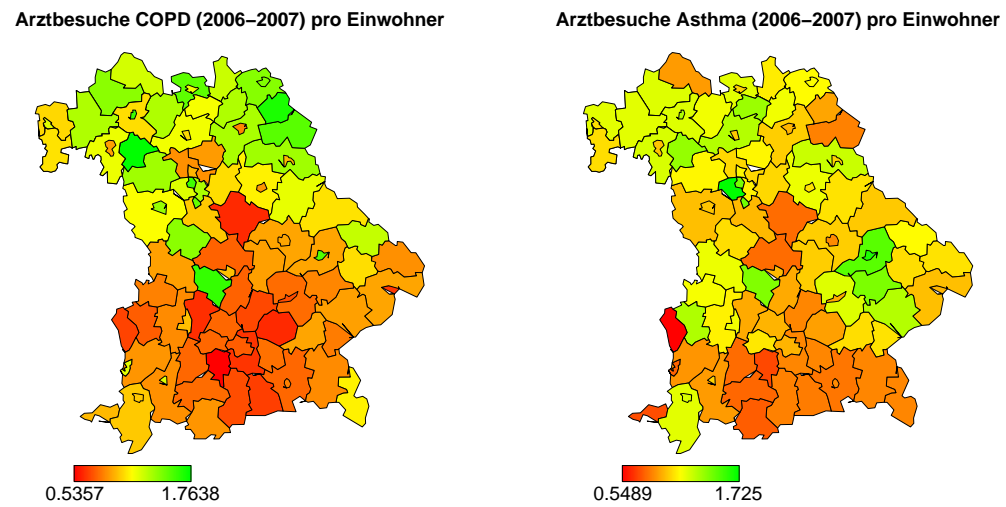 Arztbesuche COPD (2006−2007) pro Einwohner
Arztbesuche Asthma (2006−2007) pro Einwohner
0.5357 1.7638
0.5489 1.725